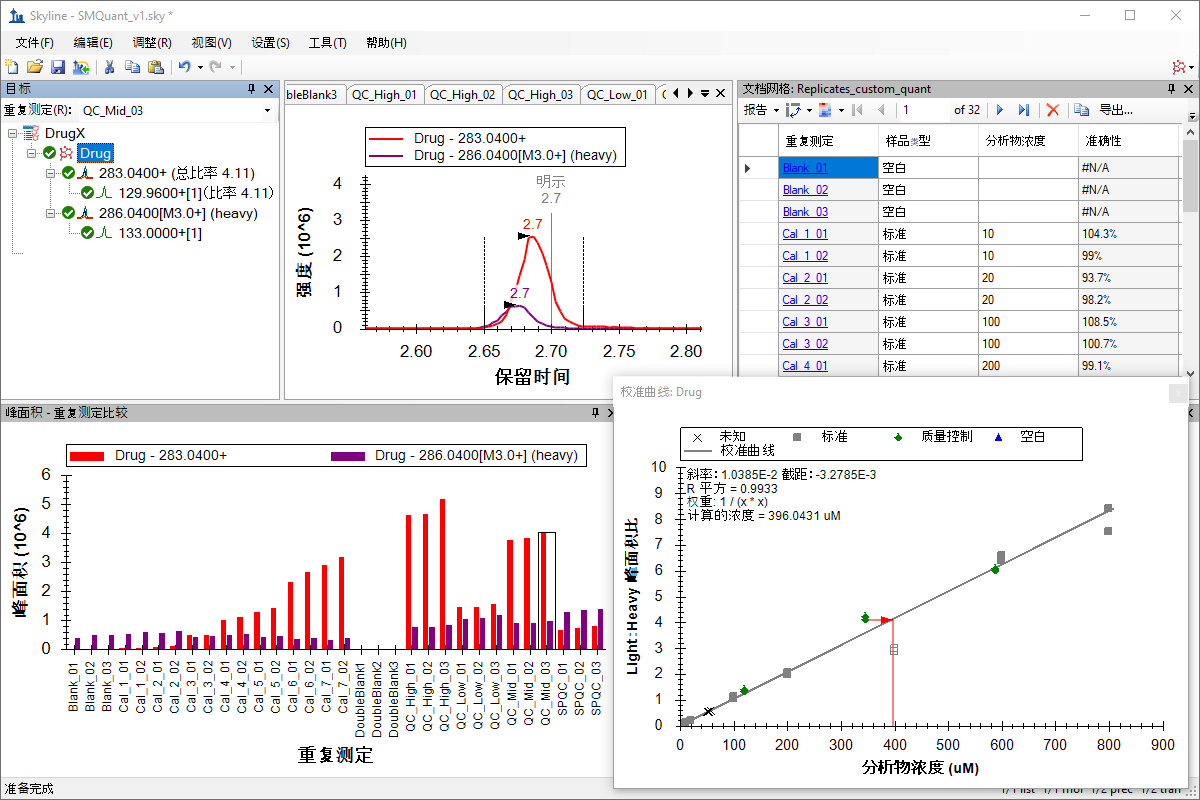 Skyline - SMQuant_v1.sky *
文件(F) 编辑(E) 调整(R) 视图(V) 设置(S) 工具(T) 帮助(H)
目标
重复测定(R): QC_Mid_03
DrugX
Drug
283.0400+ (总比率 4.11)
129.9600+[1](比率 4.11)
286.0400[M3.0+] (heavy)
133.0000+[1]
bleBlank3 QC_High_01 QC_High_02 QC_High_03 QC_Low_01
Drug - 283.0400+
Drug - 286.0400[M3.0+] (heavy)
明示
2.7
2.7
2.7
强度 (10^6)
4
3
2
1
0
2.60 2.65 2.70 2.75 2.80
保留时间
文档网格: Replicates_custom_quant
报告 1 of 32 导出...
重复测定 样品类型 分析物浓度 准确性
Blank_01 空白 #N/A
Blank_02 空白 #N/A
Blank_03 空白 #N/A
Cal_1_01 标准 10 104.3%
Cal_1_02 标准 10 99%
Cal_2_01 标准 20 93.7%
Cal_2_02 标准 20 98.2%
Cal_3_01 标准 100 108.5%
Cal_3_02 标准 100 100.7%
Cal_4_01 标准 200 99.1%
峰面积 - 重复测定比较
Drug - 283.0400+ Drug - 286.0400[M3.0+] (heavy)
峰面积 (10^6)
6
5
4
3
2
1
0
Blank_01
Blank_02
Blank_03
Cal_1_01
Cal_1_02
Cal_2_01
Cal_2_02
Cal_3_01
Cal_3_02
Cal_4_01
Cal_4_02
Cal_5_01
Cal_5_02
Cal_6_01
Cal_6_02
Cal_7_01
Cal_7_02
DoubleBlank1
DoubleBlank2
DoubleBlank3
QC_High_01
QC_High_02
QC_High_03
QC_Low_01
QC_Low_02
QC_Low_03
QC_Mid_01
QC_Mid_02
QC_Mid_03
SPQC_01
SPQC_02
SPQC_03
重复测定
校准曲线: Drug
未知 标准 质量控制 空白
校准曲线
斜率: 1.0385E-2 截距: -3.2785E-3
R 平方 = 0.9933
权重: 1 / (x * x)
计算的浓度 = 396.0431 uM
Light:Heavy 峰面积比
10
9
8
7
6
5
4
3
2
1
0
0 100 200 300 400 500 600 700 800 900
分析物浓度 (uM)
准备完成